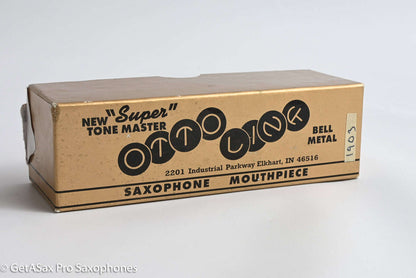 NEW "Super"
TONE MASTER
OTTO LINK
BELL
METAL
1903
2201 Industrial Parkway Elkhart, IN 46516
SAXOPHONE MOUTHPIECE
© GetASax Pro Saxophones